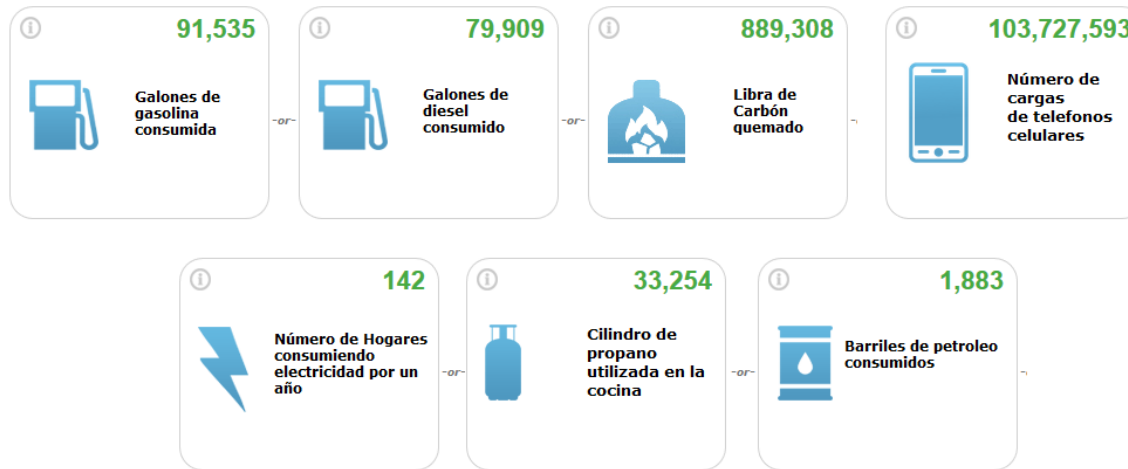 91,535
Galones de
gasolina
consumida
-or-
79,909
Galones de
diesel
consumido
-or-
889,308
Libra de
Carbón
quemado
103,727,593
Número de
cargas
de telefonos
celulares
142
Número de Hogares
consumiendo
electricidad por un
año
-or-
33,254
Cilindro de
propano
utilizada en la
cocina
-or-
1,883
Barriles de petroleo
consumidos